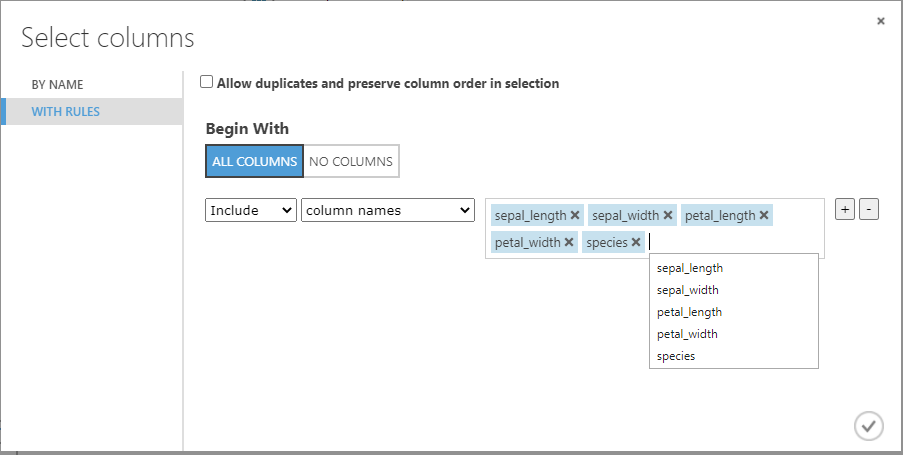 Select columns
×
BY NAME
WITH RULES
Allow duplicates and preserve column order in selection
Begin With
ALL COLUMNS NO COLUMNS
Include column names sepal_length × sepal_width × petal_length × + -
petal_width × species ×
sepal_length
sepal_width
petal_length
petal_width
species